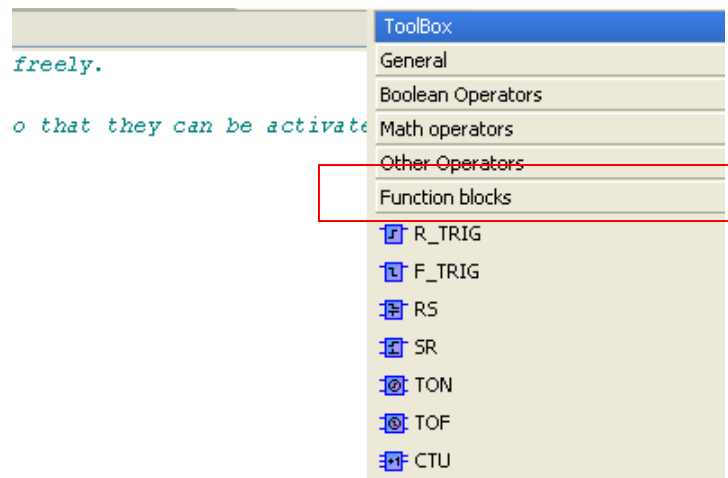 ToolBox
freely.
General
Boolean Operators
o that they can be activate
Math operators
Other Operators
Function blocks
R_TRIG
F_TRIG
RS
SR
TON
TOF
CTU